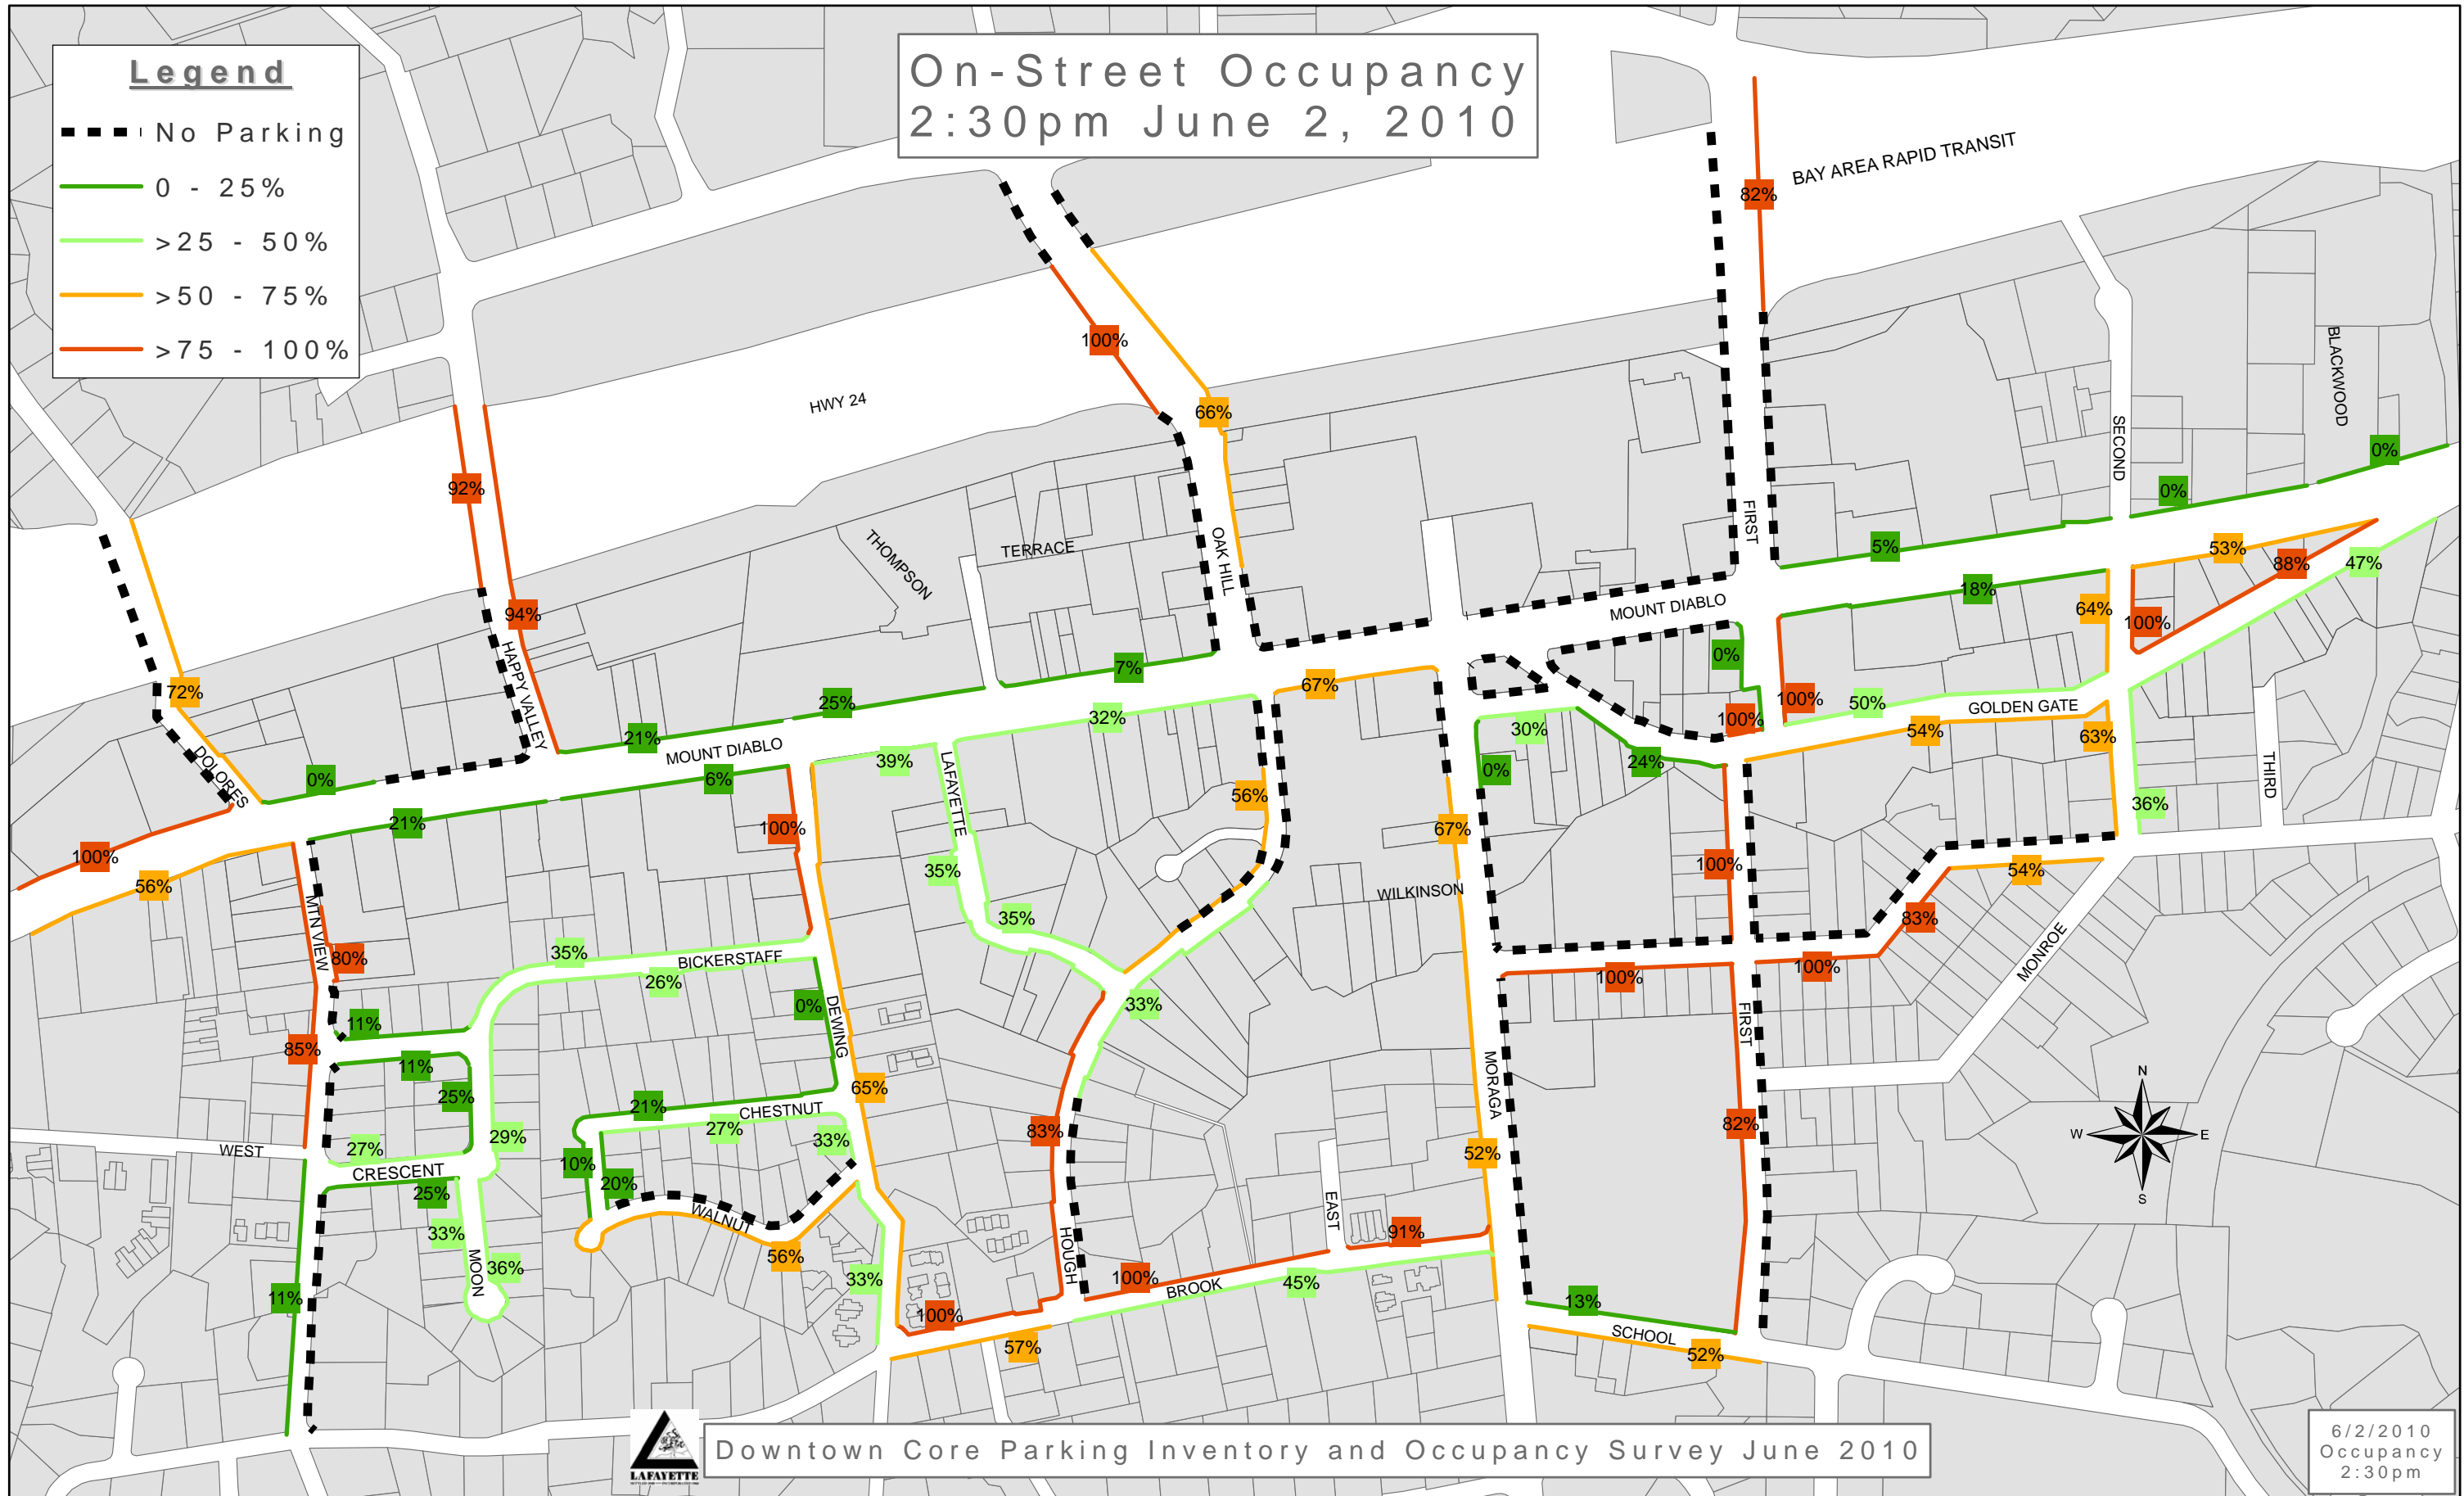 Legend
No Parking
0 - 25%
>25 - 50%
>50 - 75%
>75 - 100%
On-Street Occupancy
2:30pm June 2, 2010
BAY AREA RAPID TRANSIT
82%
100%
HWY 24
66%
BLACKWOOD
SECOND
0%
0%
92%
FIRST
5%
53%
88%
47%
THOMPSON
TERRACE
OAK HILL
18%
64%
100%
94%
MOUNT DIABLO
HAPPY VALLEY
0%
7%
67%
72%
25%
32%
100%
100%
50%
GOLDEN GATE
21%
MOUNT DIABLO
30%
54%
63%
DOLORES
0%
6%
39%
LAFAYETTE
0%
24%
THIRD
56%
36%
21%
100%
67%
100%
56%
35%
100%
54%
WILKINSON
MTN VIEW
35%
83%
80%
35%
BICKERSTAFF
26%
100%
100%
MONROE
0%
DEWING
33%
11%
FIRST
85%
11%
25%
65%
MORAGA
21%
CHESTNUT
27%
33%
83%
82%
29%
27%
WEST
CRESCENT
25%
10%
20%
52%
N
W
E
S
33%
MOON
36%
WALNUT
56%
33%
HOUGH
EAST
91%
11%
100%
BROOK
45%
100%
57%
13%
SCHOOL
52%
LAFAYETTE
Downtown Core Parking Inventory and Occupancy Survey June 2010
6/2/2010
Occupancy
2:30pm